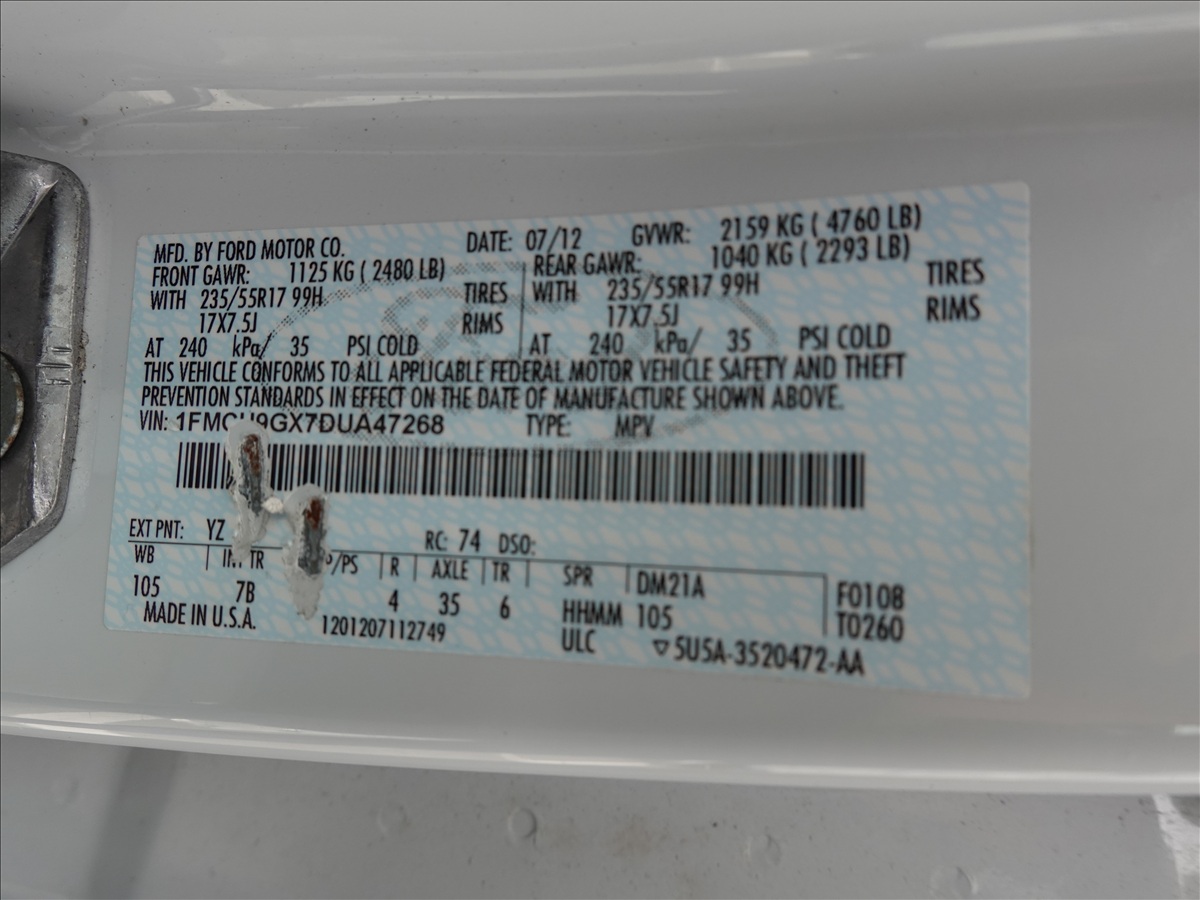 MFD. BY FORD MOTOR CO. DATE: 07/12 GVWR: 2159 KG ( 4760 LB)
FRONT GAWR: 1125 KG ( 2480 LB) REAR GAWR: 1040 KG ( 2293 LB)
WITH 235/55R17 99H TIRES WITH 235/55R17 99H TIRES
17X7.5J RIMS 17X7.5J RIMS
AT 240 kPa/ 35 PSI COLD AT 240 kPa/ 35 PSI COLD
THIS VEHICLE CONFORMS TO ALL APPLICABLE FEDERAL MOTOR VEHICLE SAFETY AND THEFT
PREVENTION STANDARDS IN EFFECT ON THE DATE OF MANUFACTURE SHOWN ABOVE.
VIN: TYPE: MPV
EXT PNT: YZ RC: 74 DSO:
WB TR /PS R AXLE TR SPR DM21A F0108
105 7B 4 35 6 HHMM 105 T0260
MADE IN U.S.A. 1201207112749 ULC ▽5U5A-3520472-AA